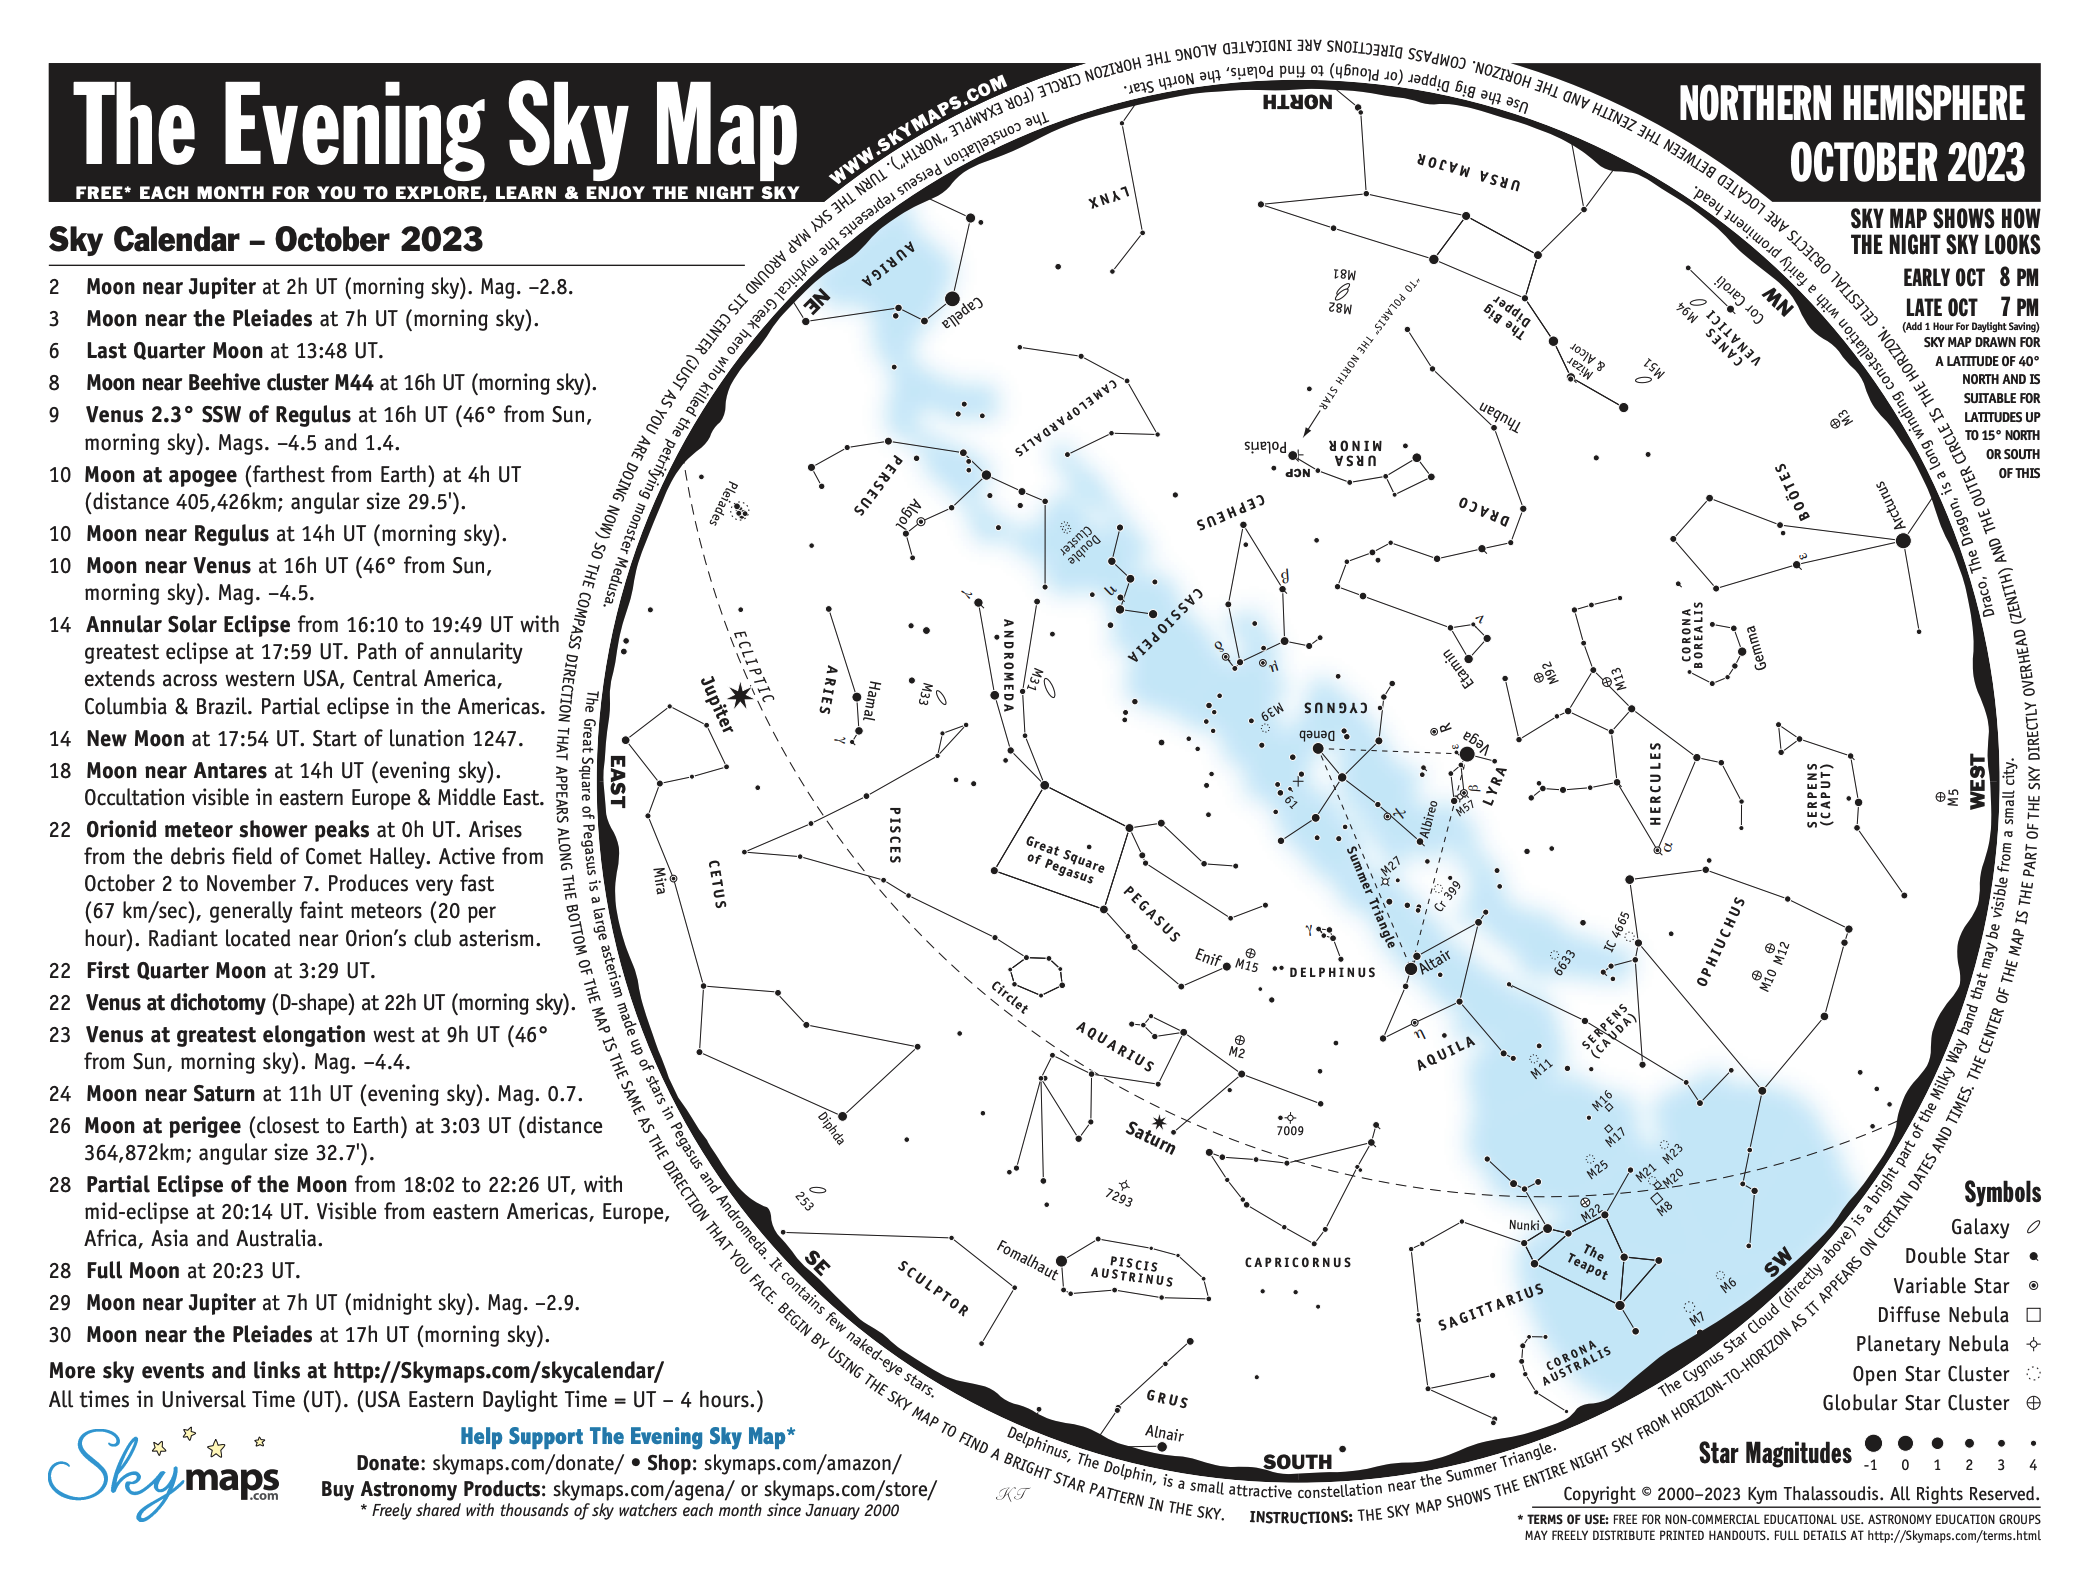 The Evening Sky Map
FREE* EACH MONTH FOR YOU TO EXPLORE, LEARN & ENJOY THE NIGHT SKY
WWW.SKYMAPS.COM
NORTHERN HEMISPHERE
OCTOBER 2023
SKY MAP SHOWS HOW
THE NIGHT SKY LOOKS
EARLY OCT 8 PM
LATE OCT 7 PM
(Add 1 Hour For Daylight Saving)
SKY MAP DRAWN FOR
A LATITUDE OF 40°
NORTH AND IS
SUITABLE FOR
LATITUDES UP
TO 15° NORTH
OR SOUTH
OF THIS
Sky Calendar – October 2023
2 Moon near Jupiter at 2h UT (morning sky). Mag. –2.8.
3 Moon near the Pleiades at 7h UT (morning sky).
6 Last Quarter Moon at 13:48 UT.
8 Moon near Beehive cluster M44 at 16h UT (morning sky).
9 Venus 2.3° SSW of Regulus at 16h UT (46° from Sun,
morning sky). Mags. –4.5 and 1.4.
10 Moon at apogee (farthest from Earth) at 4h UT
(distance 405,426km; angular size 29.5').
10 Moon near Regulus at 14h UT (morning sky).
10 Moon near Venus at 16h UT (46° from Sun,
morning sky). Mag. –4.5.
14 Annular Solar Eclipse from 16:10 to 19:49 UT with
greatest eclipse at 17:59 UT. Path of annularity
extends across western USA, Central America,
Columbia & Brazil. Partial eclipse in the Americas.
14 New Moon at 17:54 UT. Start of lunation 1247.
18 Moon near Antares at 14h UT (evening sky).
Occultation visible in eastern Europe & Middle East.
22 Orionid meteor shower peaks at 0h UT. Arises
from the debris field of Comet Halley. Active from
October 2 to November 7. Produces very fast
(67 km/sec), generally faint meteors (20 per
hour). Radiant located near Orion's club asterism.
22 First Quarter Moon at 3:29 UT.
22 Venus at dichotomy (D-shape) at 22h UT (morning sky).
23 Venus at greatest elongation west at 9h UT (46°
from Sun, morning sky). Mag. –4.4.
24 Moon near Saturn at 11h UT (evening sky). Mag. 0.7.
26 Moon at perigee (closest to Earth) at 3:03 UT (distance
364,872km; angular size 32.7').
28 Partial Eclipse of the Moon from 18:02 to 22:26 UT, with
mid-eclipse at 20:14 UT. Visible from eastern Americas, Europe,
Africa, Asia and Australia.
28 Full Moon at 20:23 UT.
29 Moon near Jupiter at 7h UT (midnight sky). Mag. –2.9.
30 Moon near the Pleiades at 17h UT (morning sky).
More sky events and links at http://Skymaps.com/skycalendar/
All times in Universal Time (UT). (USA Eastern Daylight Time = UT – 4 hours.)
Skymaps.com
Help Support The Evening Sky Map*
Donate: skymaps.com/donate/ • Shop: skymaps.com/amazon/
Buy Astronomy Products: skymaps.com/agena/ or skymaps.com/store/
* Freely shared with thousands of sky watchers each month since January 2000
INSTRUCTIONS: THE SKY MAP SHOWS THE ENTIRE NIGHT SKY FROM HORIZON-TO-HORIZON AS IT APPEARS ON CERTAIN DATES AND TIMES. THE CENTER OF THE MAP IS THE PART OF THE SKY DIRECTLY OVERHEAD (ZENITH) AND THE OUTER CIRCLE IS THE HORIZON. CELESTIAL OBJECTS ARE LOCATED BETWEEN THE ZENITH AND THE HORIZON. COMPASS DIRECTIONS ARE INDICATED ALONG THE HORIZON CIRCLE (FOR EXAMPLE "NORTH"). TURN THE SKY MAP AROUND ITS CENTER (JUST AS YOU ARE DOING NOW) SO THE COMPASS DIRECTION THAT APPEARS ALONG THE BOTTOM OF THE MAP IS THE SAME AS THE DIRECTION THAT YOU FACE. BEGIN BY USING THE SKY MAP TO FIND A BRIGHT STAR PATTERN IN THE SKY.
Use the Big Dipper (or Plough) to find Polaris, the North Star.
The constellation Perseus represents the mythical Greek hero who killed the petrifying monster Medusa.
The Great Square of Pegasus is a large asterism made up of stars in Pegasus and Andromeda. It contains few naked-eye stars.
Delphinus, The Dolphin, is a small attractive constellation near the Summer Triangle.
The Cygnus Star Cloud (directly above) is a bright part of the Milky Way band that may be visible from a small city.
Draco, The Dragon, is a long winding constellation with a fairly prominent head.
NORTH
NE
EAST
SE
SOUTH
SW
WEST
NW
LYNX
URSA MAJOR
AURIGA
Capella
M81
M82
"TO POLARIS" THE NORTH STAR
The Big
Dipper
Mizar
& Alcor
M51
M94
Cor Caroli
CANES
VENATICI
M3
CAMELOPARDALIS
Thuban
Polaris
NCP
URSA
MINOR
DRACO
BOÖTES
Arcturus
ε
PERSEUS
Algol
Pleiades
Double
Cluster
CEPHEUS
β
δ
μ
CASSIOPEIA
η
ECLIPTIC
Jupiter
ARIES
Hamal
γ
M33
γ
ANDROMEDA
M31
ν
Etamin
M92
M13
CORONA
BOREALIS
Gemma
M39
CYGNUS
Deneb
61
χ
Albireo
R
ε
Vega
β
M57
LYRA
HERCULES
α
SERPENS
(CAPUT)
M5
PISCES
CETUS
Mira
Great Square
of Pegasus
PEGASUS
Enif
M15
Summer Triangle
M27
Cr 399
γ
DELPHINUS
Altair
η
AQUILA
IC 4665
6633
OPHIUCHUS
M10
M12
SERPENS
(CAUDA)
M11
Circlet
AQUARIUS
M2
Saturn
7009
Diphda
253
7293
M16
M17
M25
M23
M21
M20
M8
M22
SCULPTOR
Fomalhaut
PISCIS
AUSTRINUS
CAPRICORNUS
Nunki
The
Teapot
SAGITTARIUS
M6
M7
CORONA
AUSTRALIS
GRUS
Alnair
KT
Symbols
Galaxy
Double Star
Variable Star
Diffuse Nebula
Planetary Nebula
Open Star Cluster
Globular Star Cluster
Star Magnitudes
-1 0 1 2 3 4
Copyright © 2000–2023 Kym Thalassoudis. All Rights Reserved.
* TERMS OF USE: FREE FOR NON-COMMERCIAL EDUCATIONAL USE. ASTRONOMY EDUCATION GROUPS
MAY FREELY DISTRIBUTE PRINTED HANDOUTS. FULL DETAILS AT http://Skymaps.com/terms.html